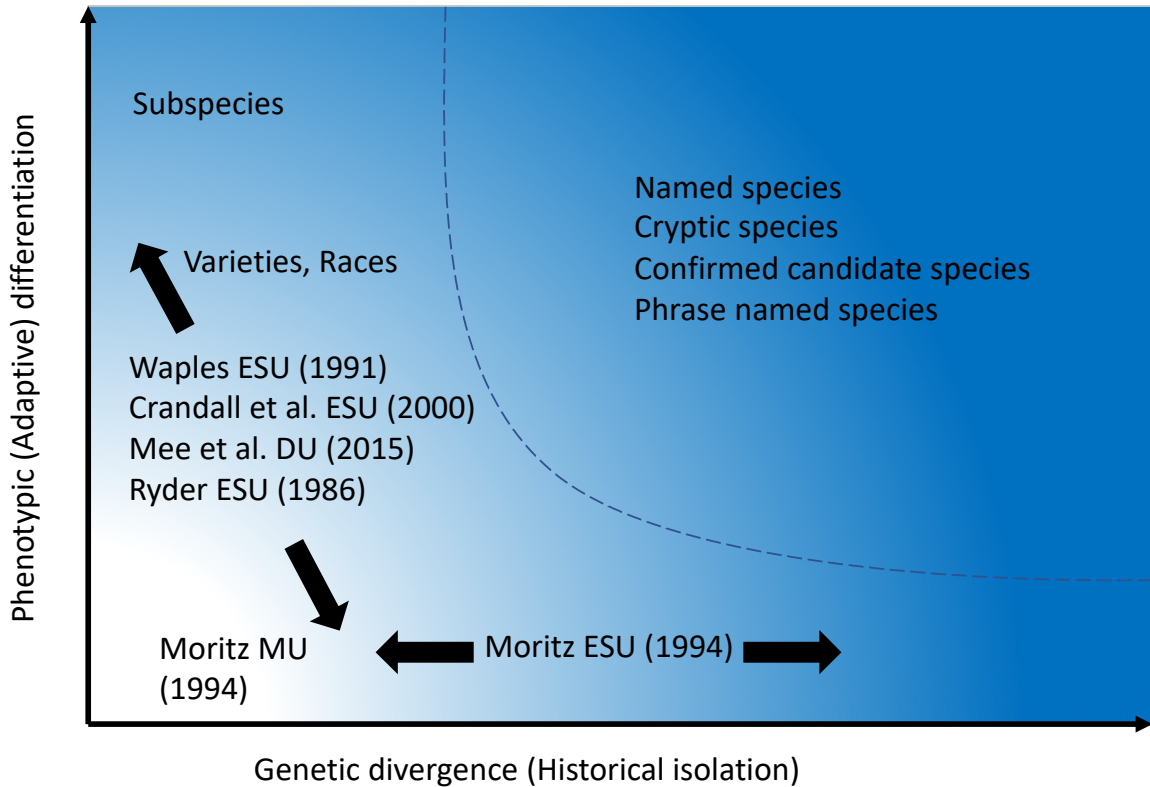 Phenotypic (Adaptive) differentiation
Subspecies
Varieties, Races
Named species
Cryptic species
Confirmed candidate species
Phrase named species
Waples ESU (1991)
Crandall et al. ESU (2000)
Mee et al. DU (2015)
Ryder ESU (1986)
Moritz MU
(1994)
Moritz ESU (1994)
Genetic divergence (Historical isolation)